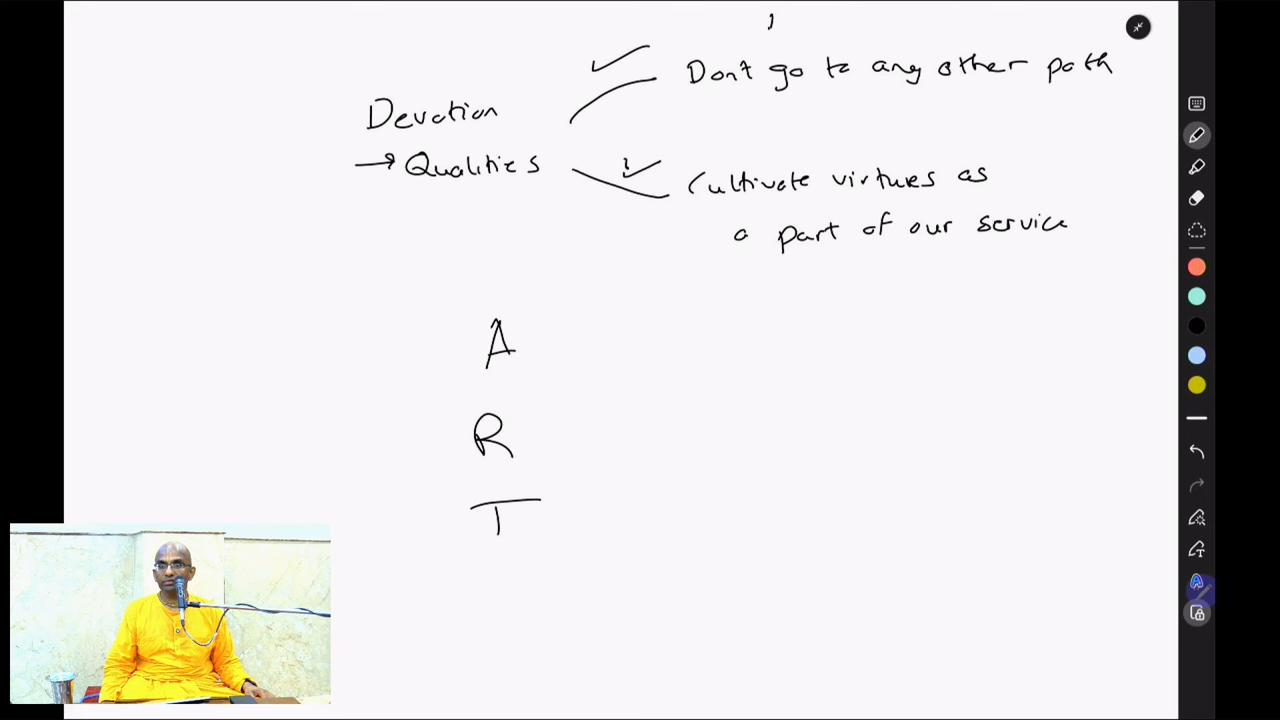 Don't go to any other path
Devotion
→ Qualities
Cultivate virtues as
a part of our service
A
R
T